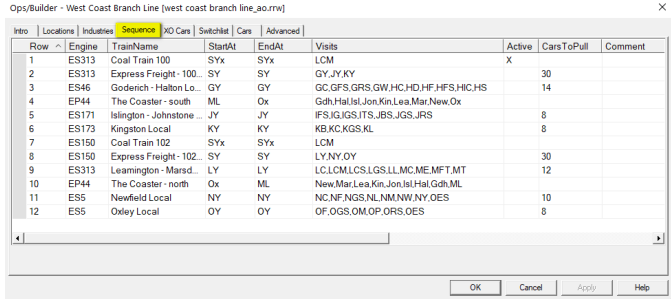 Ops/Builder - West Coast Branch Line [west coast branch line_ao.rrw]
Intro Locations Industries Sequence XO Cars Switchlist Cars Advanced
Row Engine TrainName StartAt EndAt Visits Active CarsToPull Comment
1 ES313 Coal Train 100 SYx SYx LCM X
2 ES313 Express Freight - 100... SY SY GY,JY,KY 30
3 ES46 Goderich - Halton Lo... GY GY GC,GFS,GRS,GW,HC,HD,HF,HFS,HIC,HS 14
4 EP44 The Coaster - south ML Ox Gdh,Hal,Isl,Jon,Kin,Lea,Mar,New,Ox
5 ES171 Islington - Johnstone ... JY JY IFS,IG,IGS,ITS,JBS,JGS,JRS 8
6 ES173 Kingston Local KY KY KB,KC,KGS,KL 8
7 ES150 Coal Train 102 SYx SYx LCM
8 ES150 Express Freight - 102... SY SY LY,NY,OY 30
9 ES313 Leamington - Marsd... LY LY LC,LCM,LCS,LGS,LL,MC,ME,MFT,MT 12
10 EP44 The Coaster - north Ox ML New,Mar,Lea,Kin,Jon,Isl,Hal,Gdh,ML
11 ES5 Newfield Local NY NY NC,NF,NGS,NL,NM,NW,NY,OES 10
12 ES5 Oxley Local OY OY OF,OGS,OM,OP,ORS,OES 8
OK Cancel Apply Help